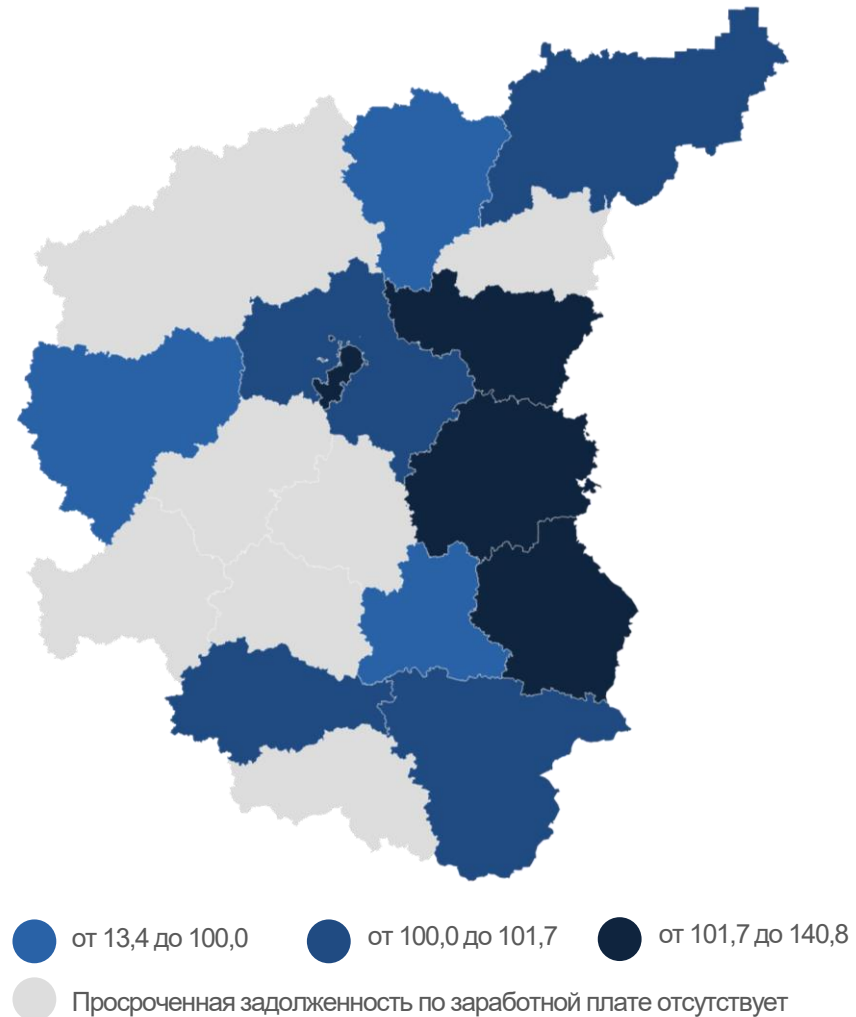 от 13,4 до 100,0
от 100,0 до 101,7
от 101,7 до 140,8
Просроченная задолженность по заработной плате отсутствует